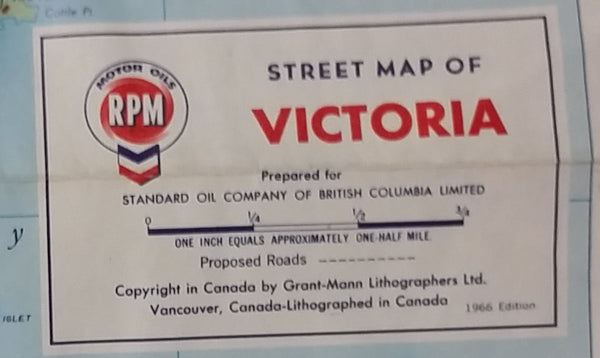 Cattle Pt
MOTOR OILS
RPM
STREET MAP OF
VICTORIA
Prepared for
STANDARD OIL COMPANY OF BRITISH COLUMBIA LIMITED
0 ¼ ½ ¾
ONE INCH EQUALS APPROXIMATELY ONE-HALF MILE
Proposed Roads ----------
Copyright in Canada by Grant-Mann Lithographers Ltd.
Vancouver, Canada-Lithographed in Canada
1966 Edition
y
ISLET